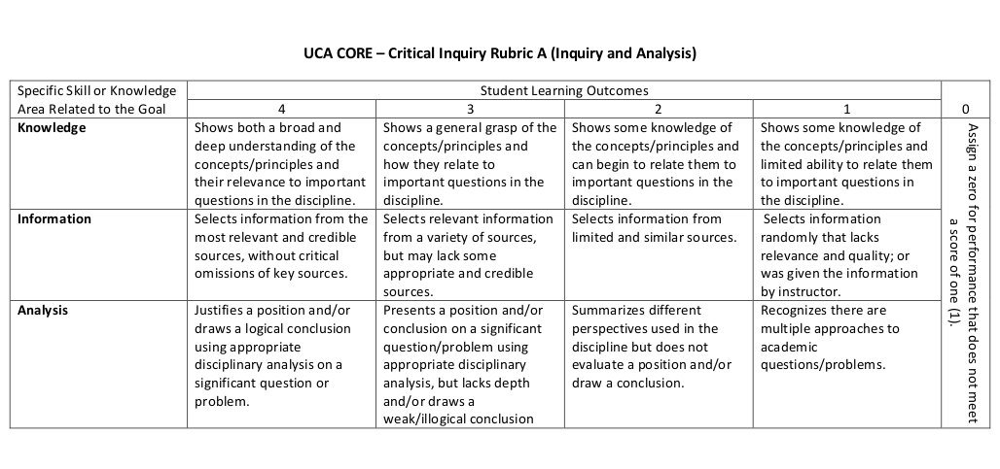 UCA CORE – Critical Inquiry Rubric A (Inquiry and Analysis)
Specific Skill or Knowledge
Area Related to the Goal
Student Learning Outcomes
4
3
2
1
0
Knowledge
Shows both a broad and
deep understanding of the
concepts/principles and
their relevance to important
questions in the discipline.
Shows a general grasp of the
concepts/principles and
how they relate to
important questions in the
discipline.
Shows some knowledge of
the concepts/principles and
can begin to relate them to
important questions in the
discipline.
Shows some knowledge of
the concepts/principles and
limited ability to relate them
to important questions in
the discipline.
Assign a zero for performance that does not meet
a score of one (1).
Information
Selects information from the
most relevant and credible
sources, without critical
omissions of key sources.
Selects relevant information
from a variety of sources,
but may lack some
appropriate and credible
sources.
Selects information from
limited and similar sources.
Selects information
randomly that lacks
relevance and quality; or
was given the information
by instructor.
Analysis
Justifies a position and/or
draws a logical conclusion
using appropriate
disciplinary analysis on a
significant question or
problem.
Presents a position and/or
conclusion on a significant
question/problem using
appropriate disciplinary
analysis, but lacks depth
and/or draws a
weak/illogical conclusion
Summarizes different
perspectives used in the
discipline but does not
evaluate a position and/or
draw a conclusion.
Recognizes there are
multiple approaches to
academic
questions/problems.